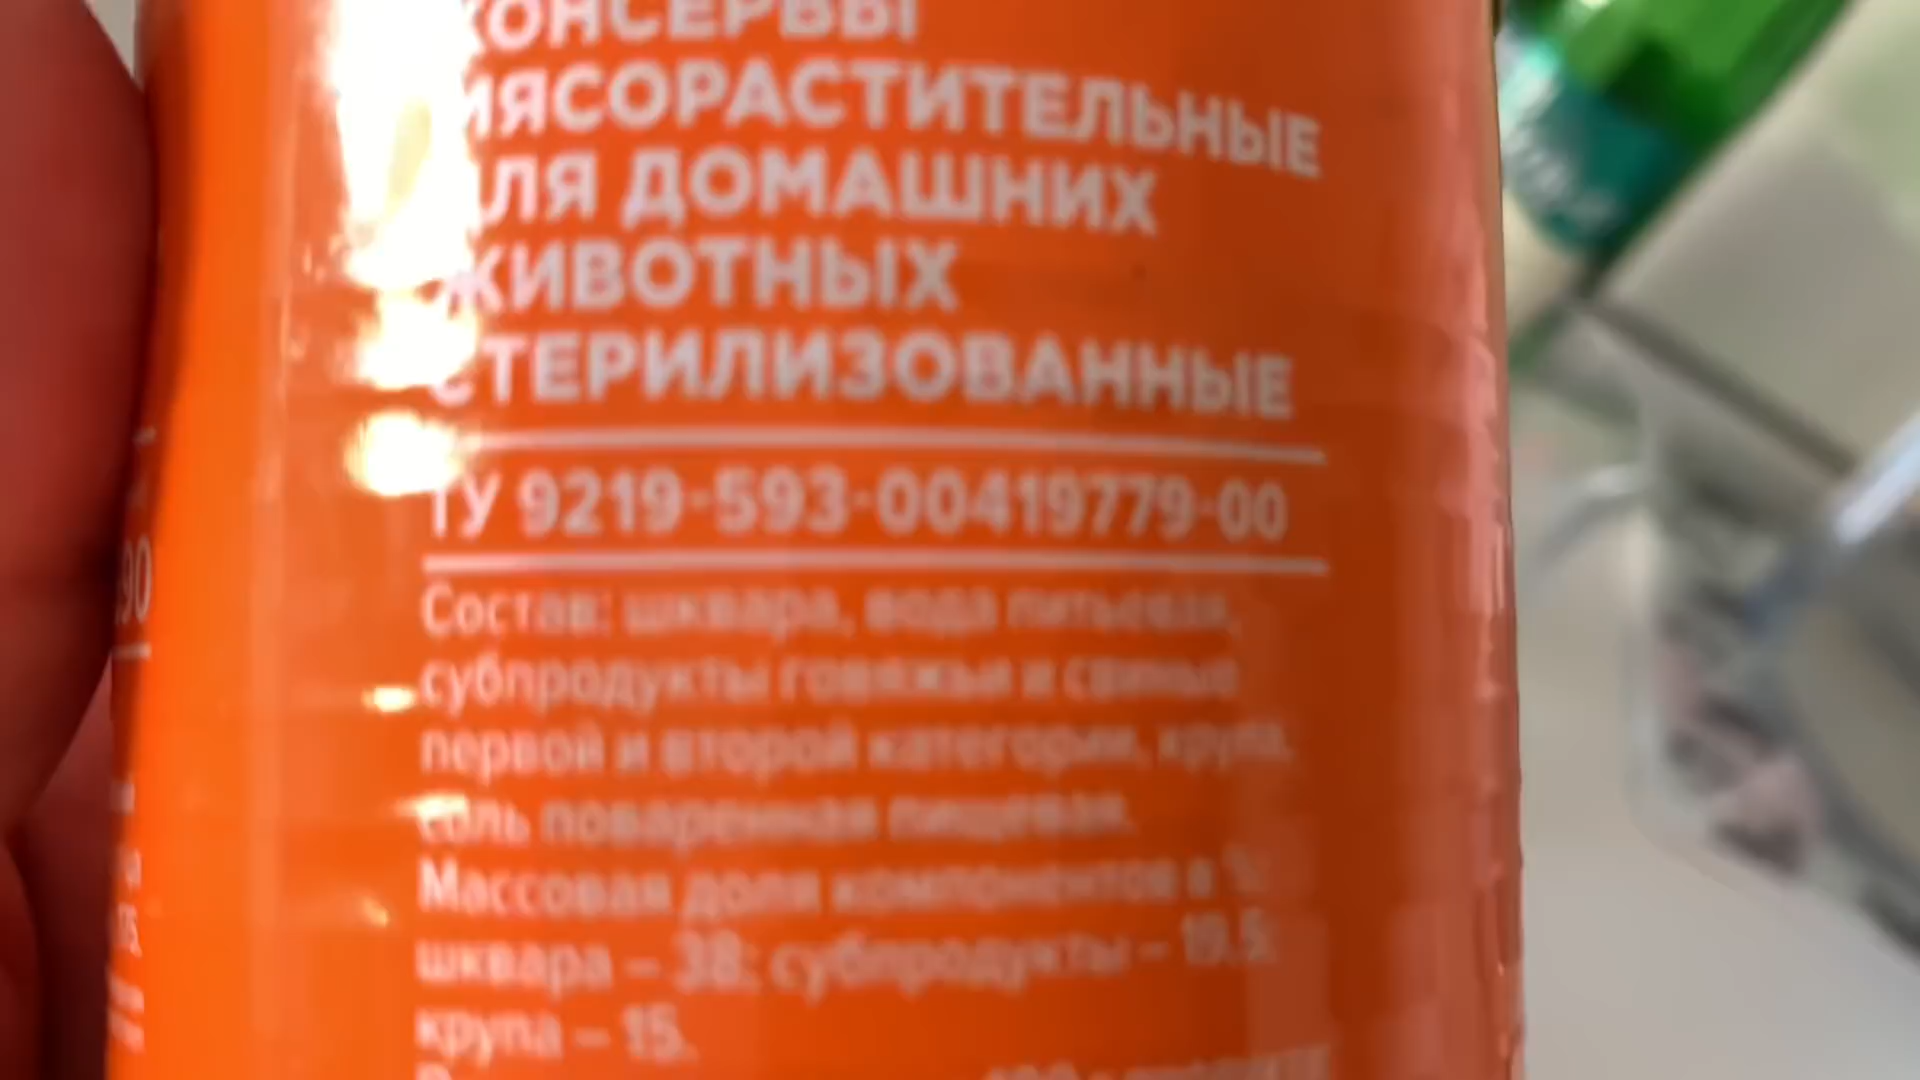 КОНСЕРВЫ
МЯСОРАСТИТЕЛЬНЫЕ
ДЛЯ ДОМАШНИХ
ЖИВОТНЫХ
СТЕРИЛИЗОВАННЫЕ
ТУ 9219-593-00419779-00
Состав: шквара, вода питьевая,
субпродукты говяжьи и свиные
первой и второй категории, крупа,
соль поваренная пищевая.
Массовая доля компонентов в %:
шквара – 38; субпродукты – 19,5;
крупа – 15.
90